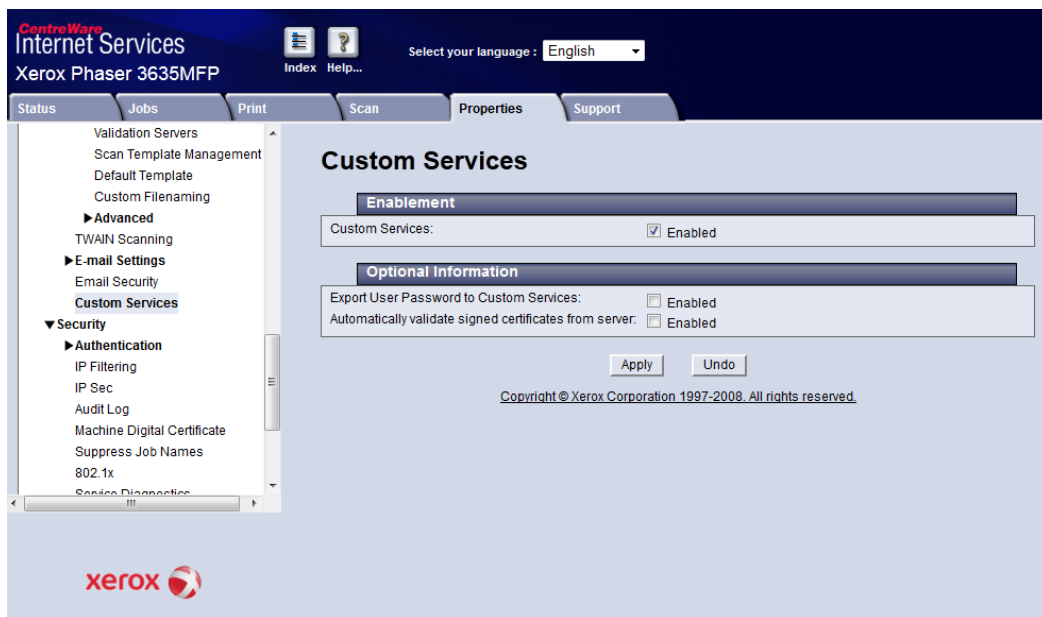 CentreWare
Internet Services
Xerox Phaser 3635MFP
Index
Help...
Select your language :
English
Status
Jobs
Print
Scan
Properties
Support
Validation Servers
Scan Template Management
Default Template
Custom Filenaming
Advanced
TWAIN Scanning
E-mail Settings
Email Security
Custom Services
Security
Authentication
IP Filtering
IP Sec
Audit Log
Machine Digital Certificate
Suppress Job Names
802.1x
Service Diagnostics
xerox
Custom Services
Enablement
Custom Services: Enabled
Optional Information
Export User Password to Custom Services: Enabled
Automatically validate signed certificates from server: Enabled
Apply
Undo
Copyright © Xerox Corporation 1997-2008. All rights reserved.